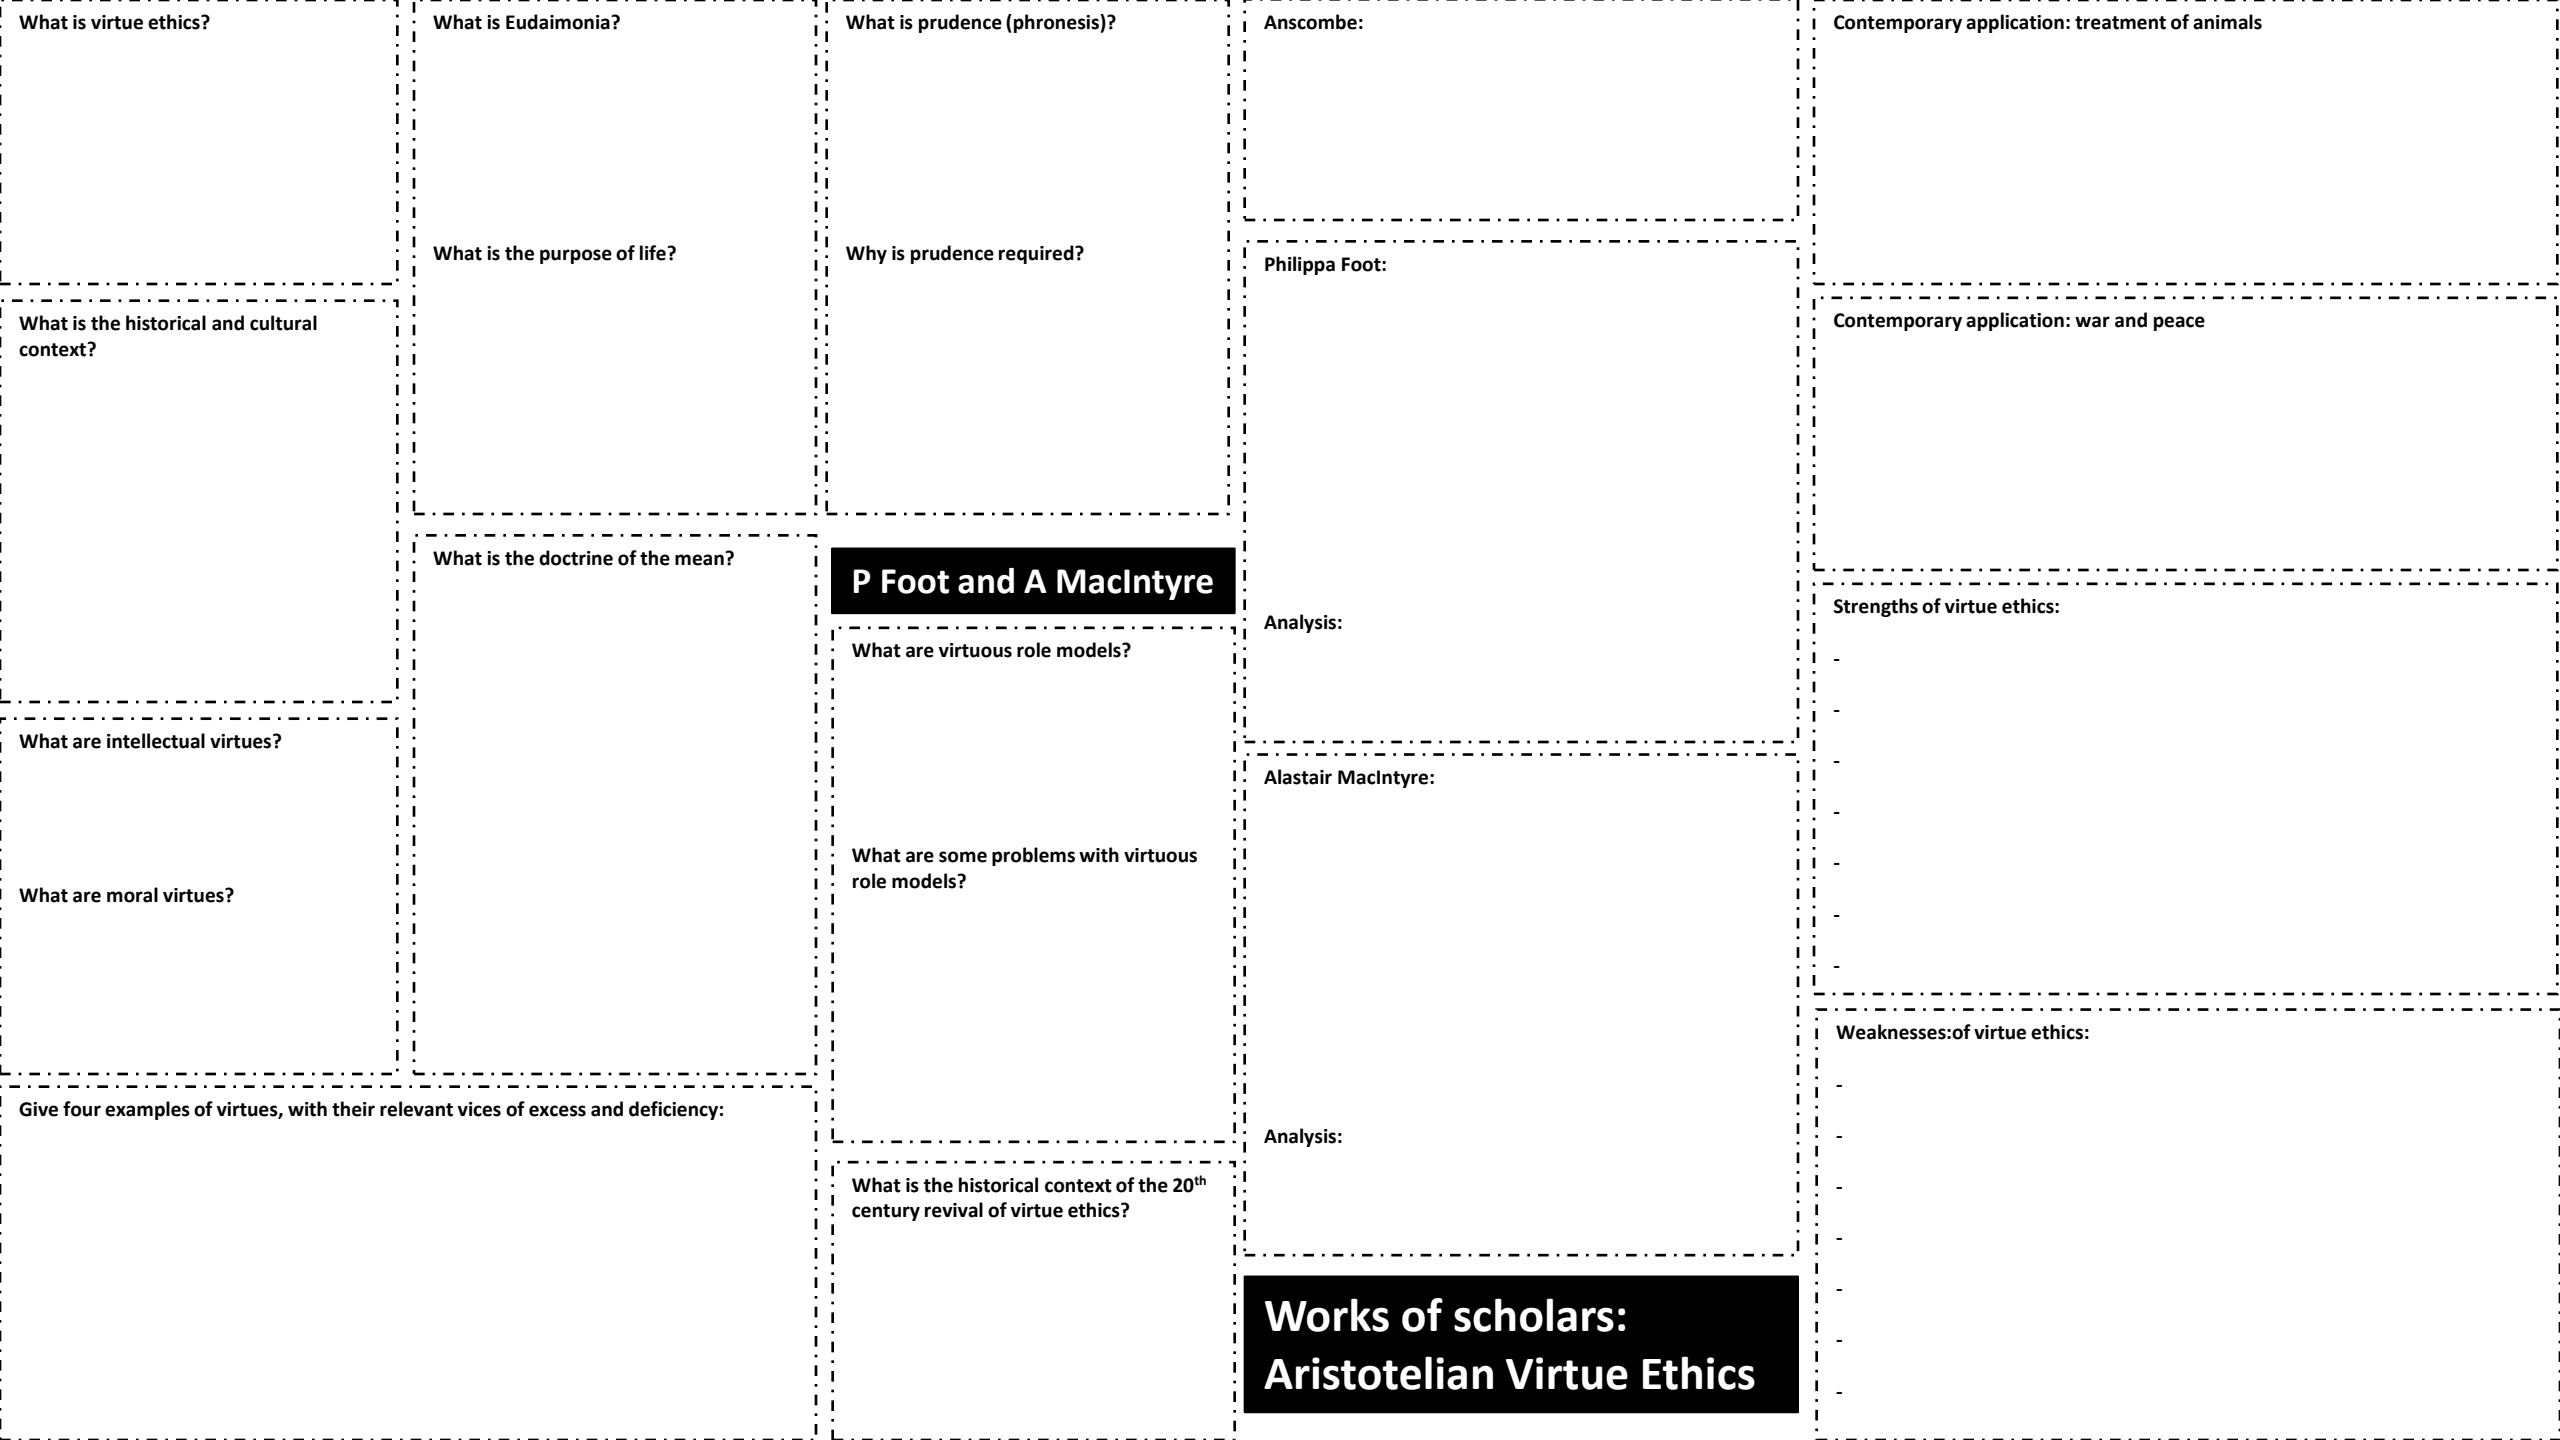 What is virtue ethics?
What is the historical and cultural
context?
What are intellectual virtues?
What are moral virtues?
Give four examples of virtues, with their relevant vices of excess and deficiency:
What is Eudaimonia?
What is the purpose of life?
What is the doctrine of the mean?
What is prudence (phronesis)?
Why is prudence required?
P Foot and A MacIntyre
What are virtuous role models?
What are some problems with virtuous
role models?
What is the historical context of the 20th
century revival of virtue ethics?
Anscombe:
Philippa Foot:
Analysis:
Alastair MacIntyre:
Analysis:
Works of scholars:
Aristotelian Virtue Ethics
Contemporary application: treatment of animals
Contemporary application: war and peace
Strengths of virtue ethics:
-
-
-
-
-
-
-
Weaknesses:of virtue ethics:
-
-
-
-
-
-
-